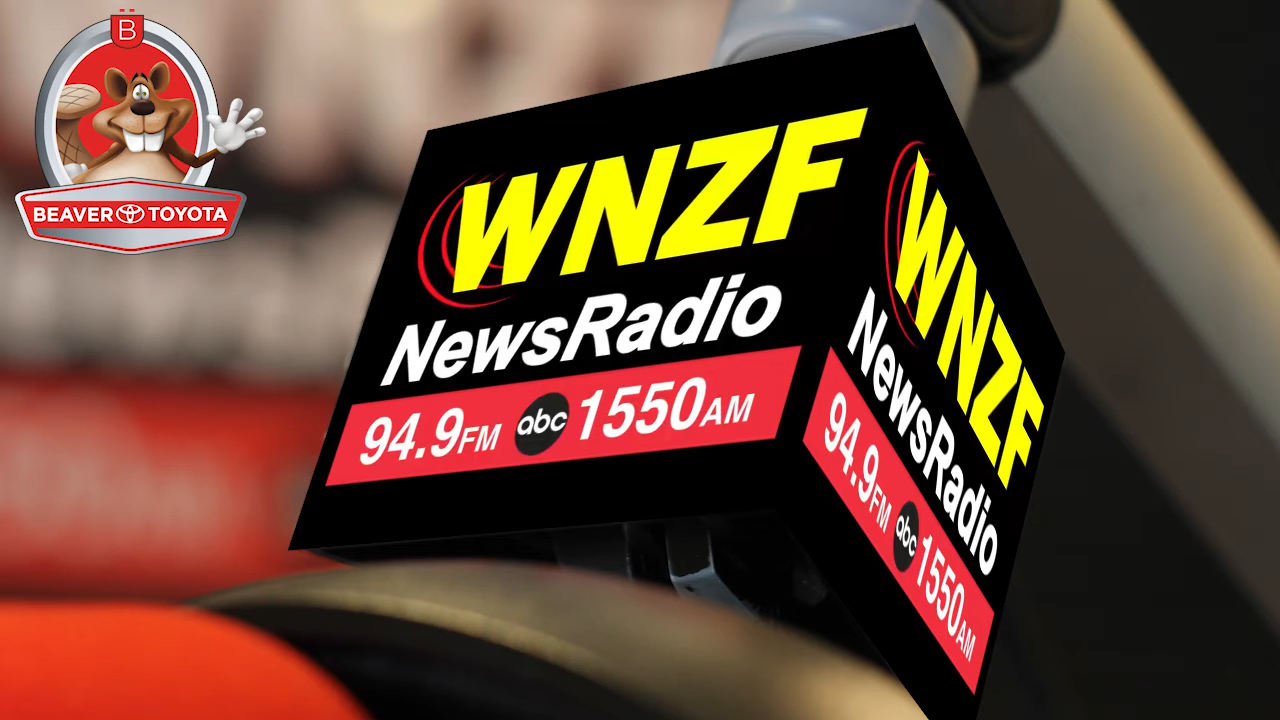 B̈
BEAVER TOYOTA
WNZF
NewsRadio
94.9FM abc 1550AM
WNZF
NewsRadio
94.9FM abc 1550AM